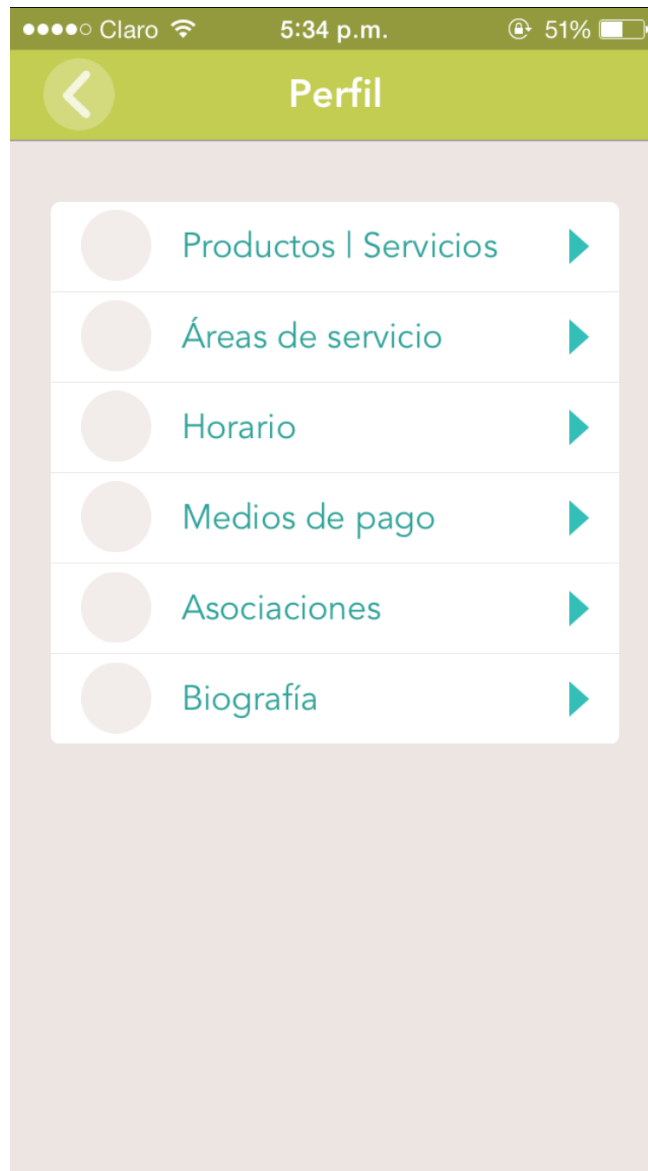 Claro 5:34 p.m. 51%
Perfil
Productos | Servicios
Áreas de servicio
Horario
Medios de pago
Asociaciones
Biografía